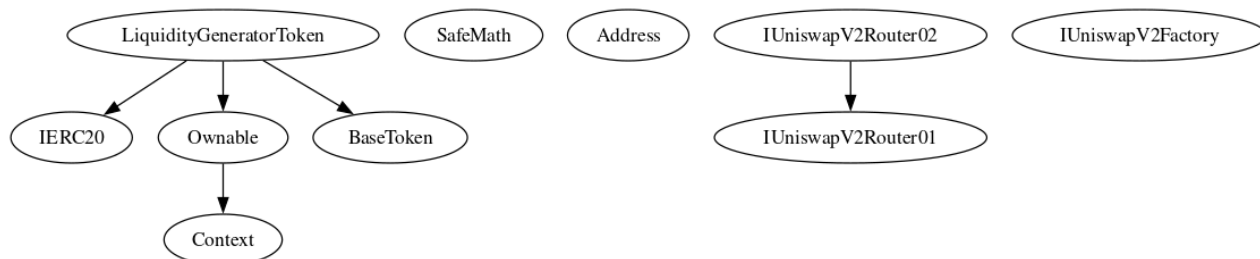 LiquidityGeneratorToken SafeMath Address IUniswapV2Router02 IUniswapV2Factory
IERC20 Ownable BaseToken IUniswapV2Router01
Context